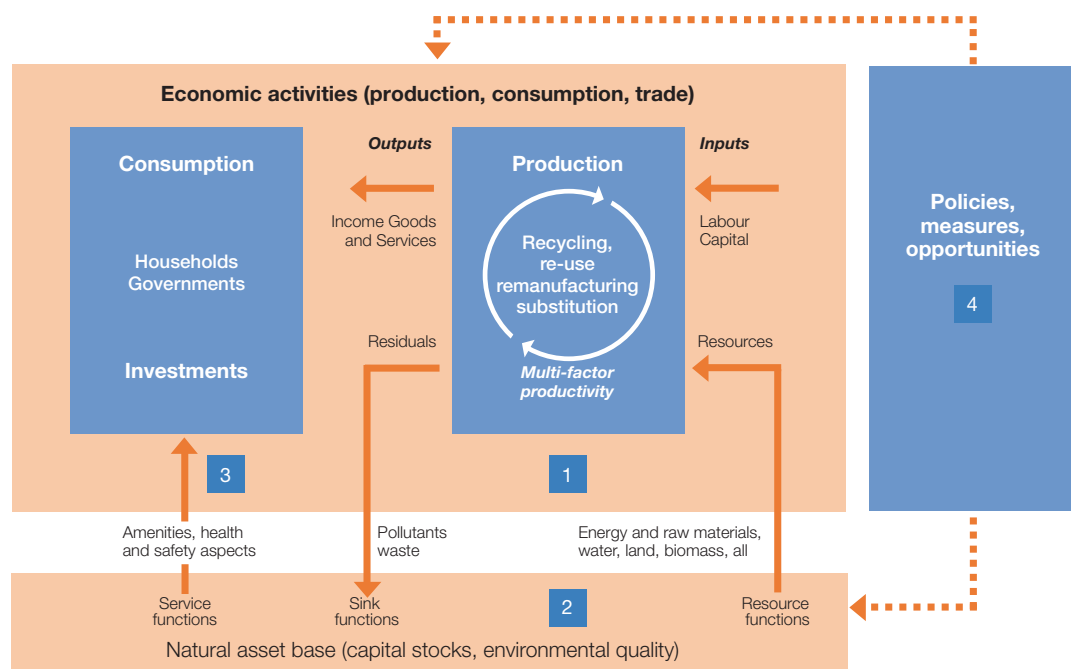 Economic activities (production, consumption, trade)
Consumption
Households
Governments
Investments
Outputs
Income Goods
and Services
Residuals
Production
Recycling,
re-use
remanufacturing
substitution
Multi-factor
productivity
Inputs
Labour
Capital
Resources
Policies,
measures,
opportunities
4
3
1
Amenities, health
and safety aspects
Pollutants
waste
Energy and raw materials,
water, land, biomass, all
Service
functions
Sink
functions
2
Resource
functions
Natural asset base (capital stocks, environmental quality)